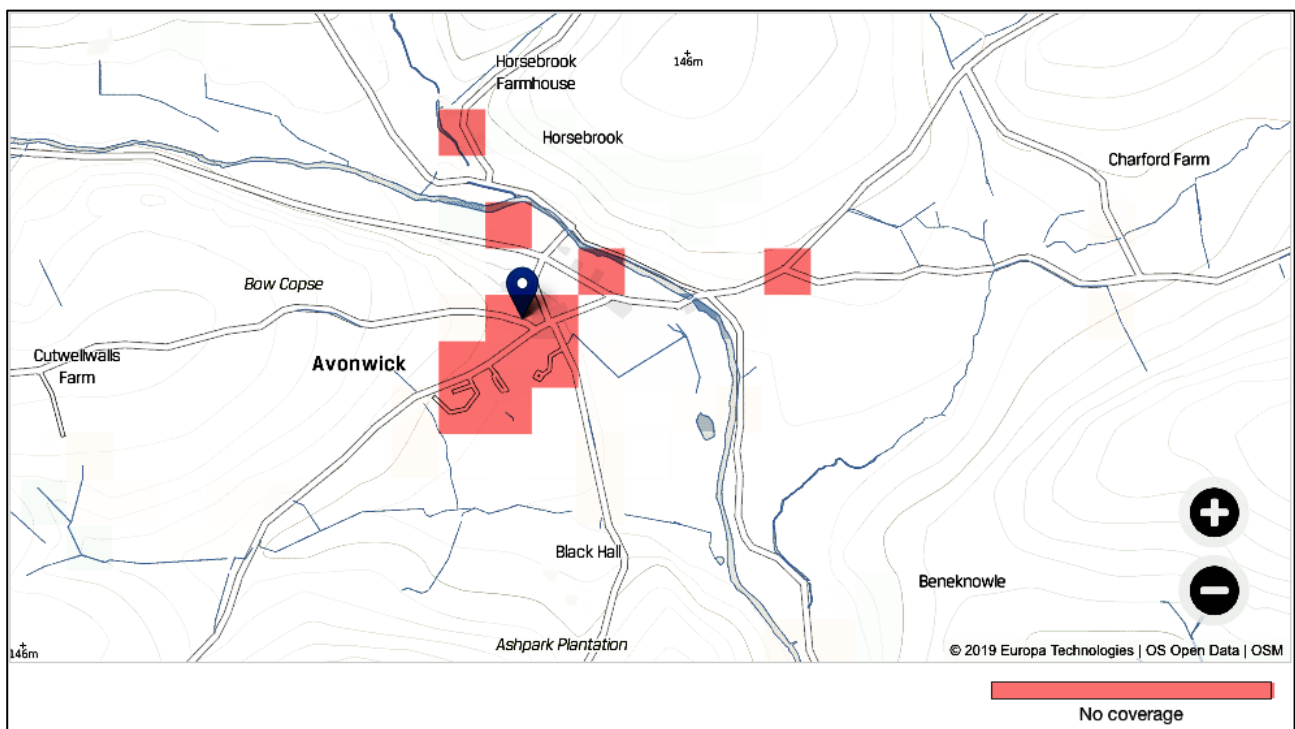 Horsebrook
Farmhouse
146m
Horsebrook
Charford Farm
Bow Copse
Cutwellwalls
Farm
Avonwick
Black Hall
Beneknowle
Ashpark Plantation
146m
© 2019 Europa Technologies | OS Open Data | OSM
No coverage